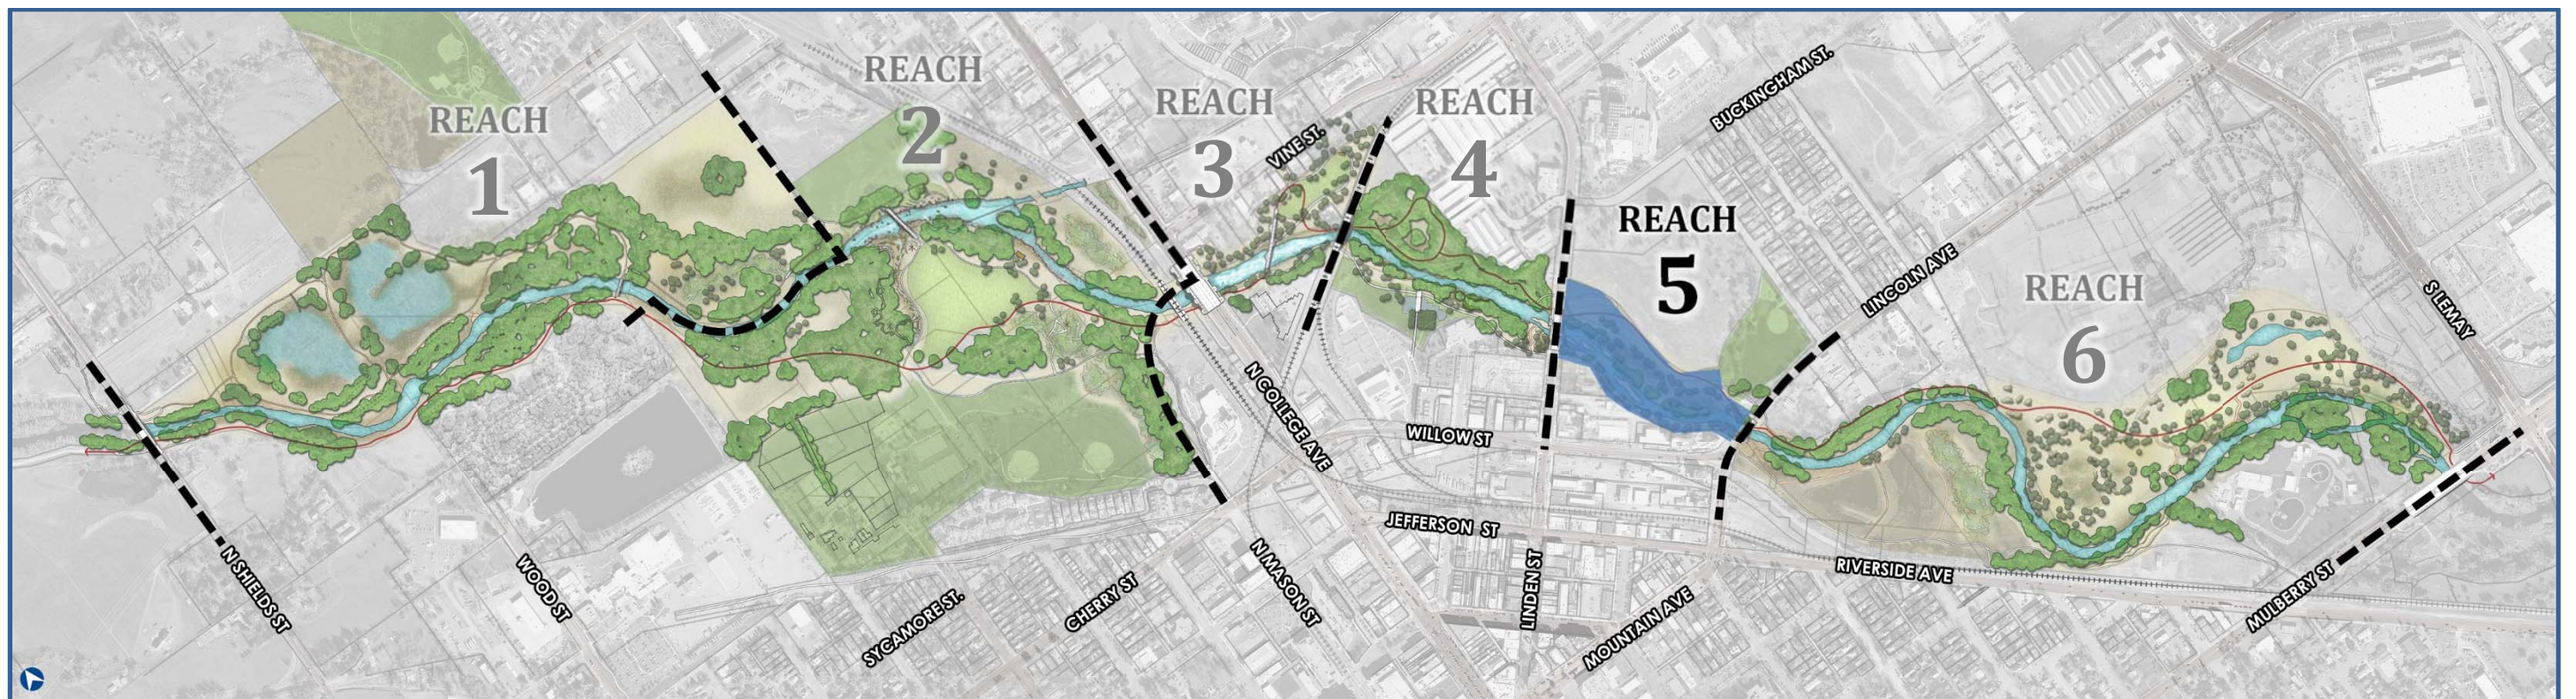 REACH
1
REACH
2
REACH
3
REACH
4
REACH
5
REACH
6
VINE ST.
BUCKINGHAM ST.
LINCOLN AVE
S LEMAY
N COLLEGE AVE
WILLOW ST
JEFFERSON ST
N SHIELDS ST
WOOD ST
SYCAMORE ST.
CHERRY ST
N MASON ST
LINDEN ST
MOUNTAIN AVE
RIVERSIDE AVE
MULBERRY ST